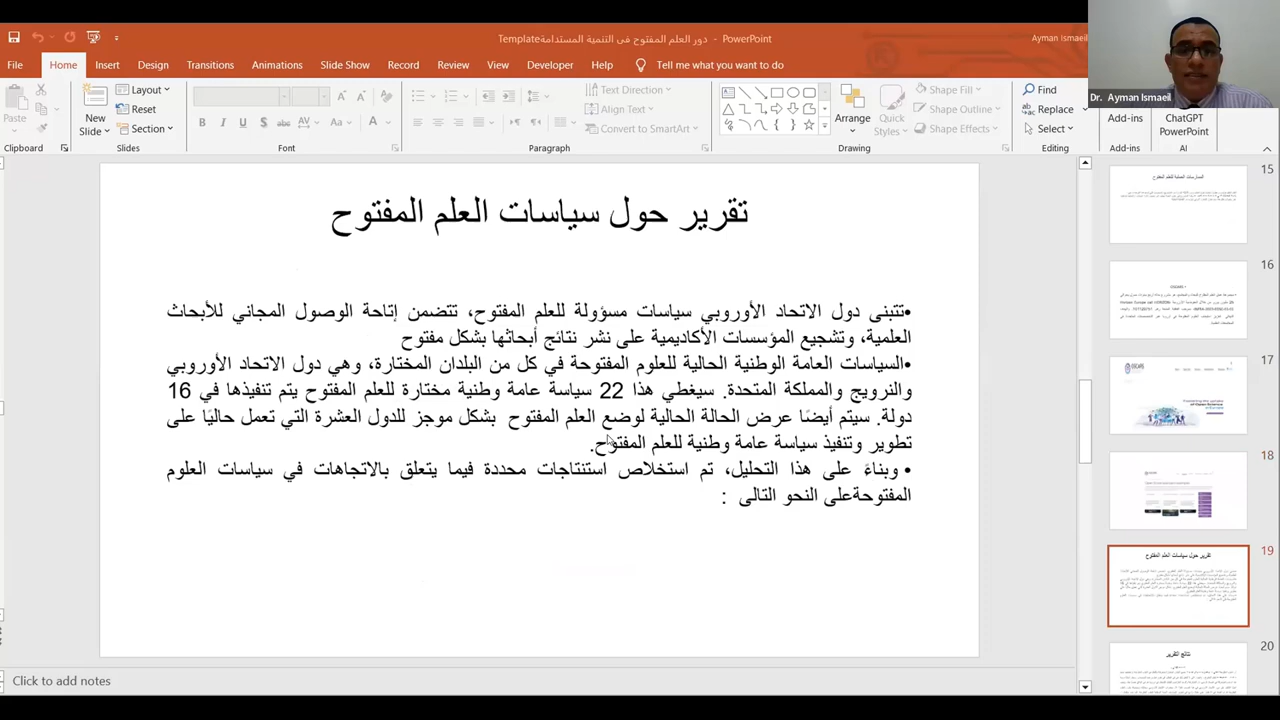 Templateدور العلم المفتوح فى التنمية المستدامة - PowerPoint
Ayman Ismaeil
File Home Insert Design Transitions Animations Slide Show Record Review View Developer Help Tell me what you want to do
Paste
Clipboard
New Slide
Layout
Reset
Section
Slides
Font
Text Direction
Align Text
Convert to SmartArt
Paragraph
Arrange
Quick Styles
Shape Fill
Shape Outline
Shape Effects
Drawing
Find
Replace
Select
Editing
Add-ins
Add-ins
ChatGPT PowerPoint
AI
Dr. Ayman Ismaeil
تقرير حول سياسات العلم المفتوح
•تتبنى دول الاتحاد الأوروبي سياسات مسؤولة للعلم المفتوح، تتضمن إتاحة الوصول المجاني للأبحاث
العلمية، وتشجيع المؤسسات الأكاديمية على نشر نتائج أبحاثها بشكل مفتوح
•السياسات العامة الوطنية الحالية للعلوم المفتوحة في كل من البلدان المختارة، وهي دول الاتحاد الأوروبي
والنرويج والمملكة المتحدة. سيغطي هذا 22 سياسة عامة وطنية مختارة للعلم المفتوح يتم تنفيذها في 16
دولة. سيتم أيضًا عرض الحالة الحالية لوضع العلم المفتوح بشكل موجز للدول العشرة التي تعمل حاليًا على
تطوير وتنفيذ سياسة عامة وطنية للعلم المفتوح.
• وبناءً على هذا التحليل، تم استخلاص استنتاجات محددة فيما يتعلق بالاتجاهات في سياسات العلوم
المفتوحةعلى النحو التالى :
15
الممارسات العملية للعلم المفتوح
16
17
OSCARS
18
19
تقرير حول سياسات العلم المفتوح
20
نتائج التقرير
Click to add notes